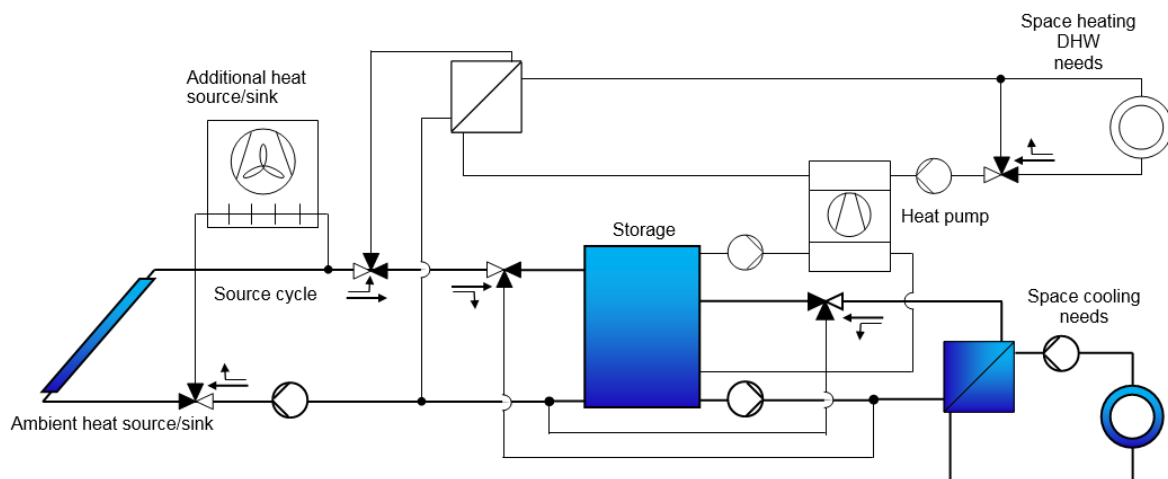 Space heating
DHW
needs
Additional heat
source/sink
Heat pump
Storage
Source cycle
Space cooling
needs
Ambient heat source/sink